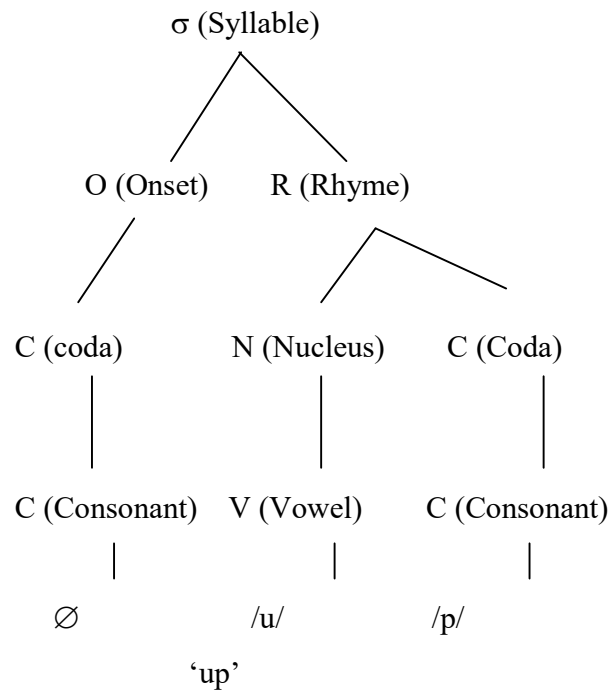 σ (Syllable)
O (Onset) R (Rhyme)
C (coda) N (Nucleus) C (Coda)
C (Consonant) V (Vowel) C (Consonant)
∅ /u/ /p/
‘up’